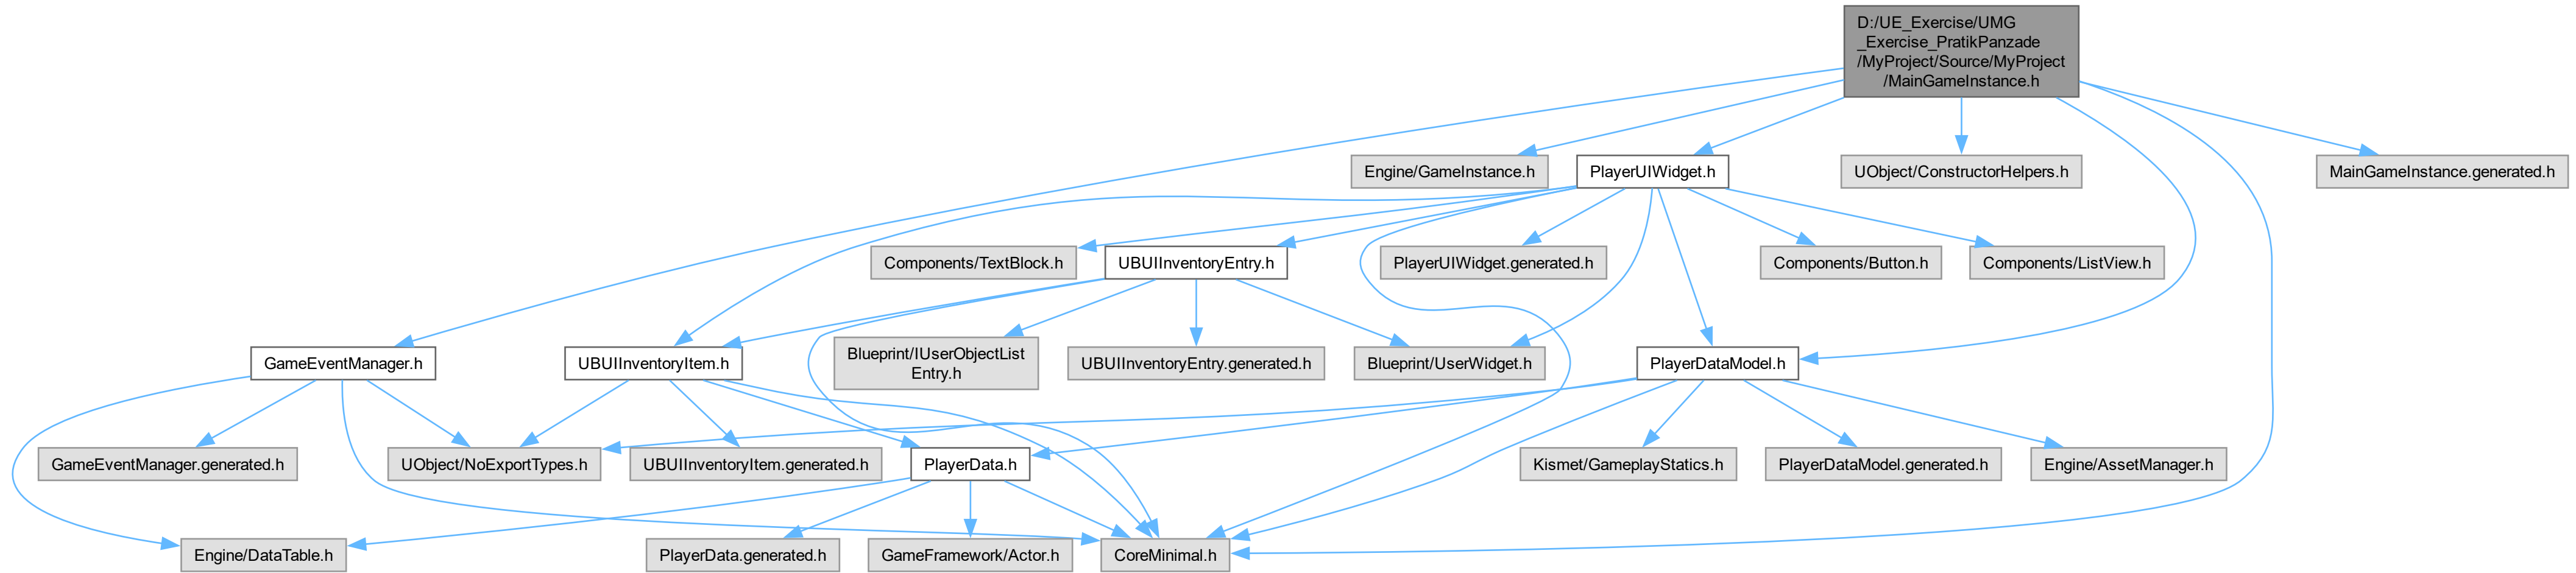 D:/UE_Exercise/UMG
_Exercise_PratikPanzade
/MyProject/Source/MyProject
/MainGameInstance.h
Engine/GameInstance.h
PlayerUIWidget.h
UObject/ConstructorHelpers.h
MainGameInstance.generated.h
Components/TextBlock.h
UBUIInventoryEntry.h
PlayerUIWidget.generated.h
Components/Button.h
Components/ListView.h
GameEventManager.h
UBUIInventoryItem.h
Blueprint/IUserObjectList
Entry.h
UBUIInventoryEntry.generated.h
Blueprint/UserWidget.h
PlayerDataModel.h
GameEventManager.generated.h
UObject/NoExportTypes.h
UBUIInventoryItem.generated.h
PlayerData.h
Kismet/GameplayStatics.h
PlayerDataModel.generated.h
Engine/AssetManager.h
Engine/DataTable.h
PlayerData.generated.h
GameFramework/Actor.h
CoreMinimal.h